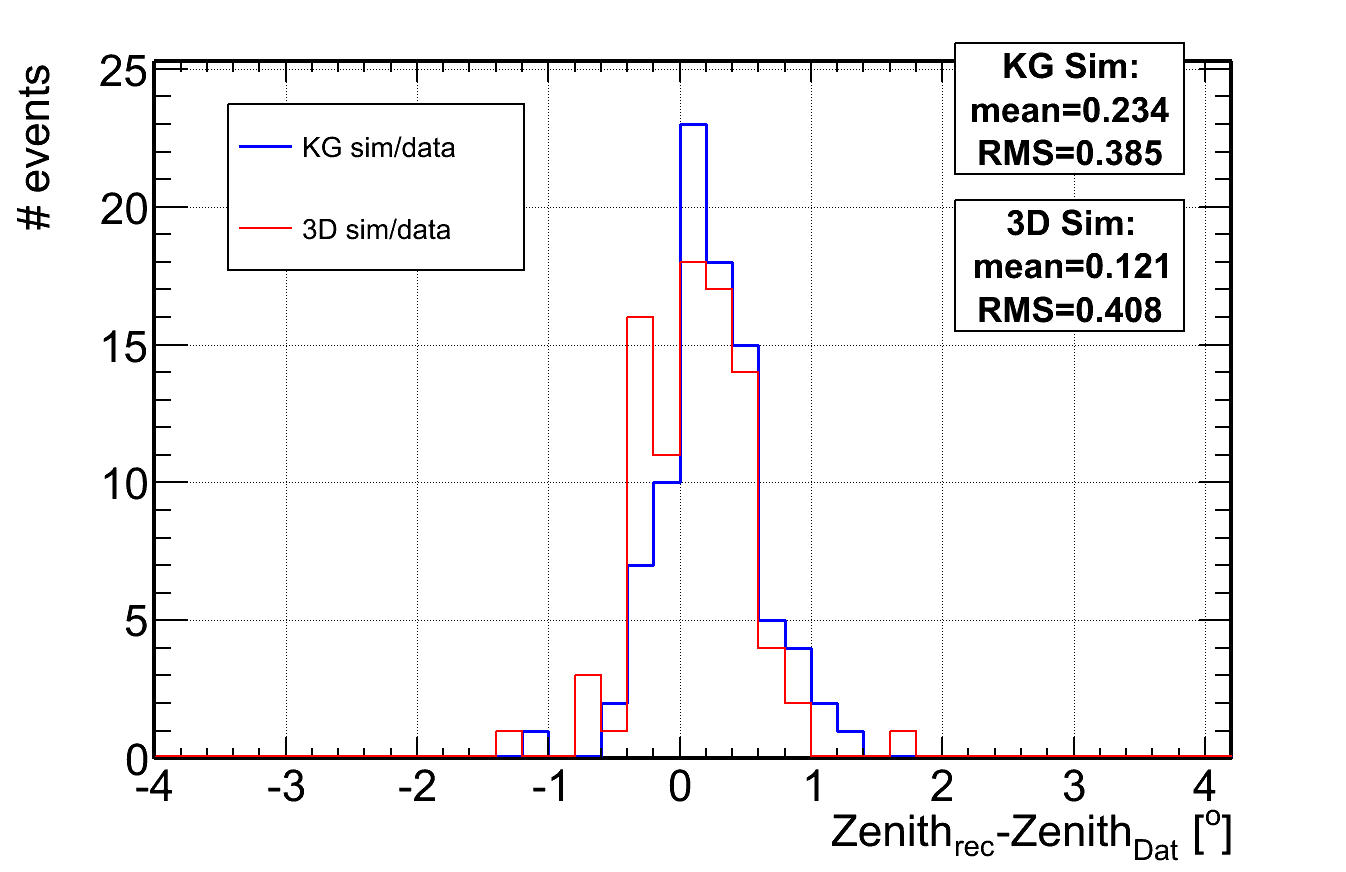 # events
25
20
15
10
5
0
-4 -3 -2 -1 0 1 2 3 4
Zenith_rec-Zenith_Dat [°]
KG sim/data
3D sim/data
KG Sim:
mean=0.234
RMS=0.385
3D Sim:
mean=0.121
RMS=0.408